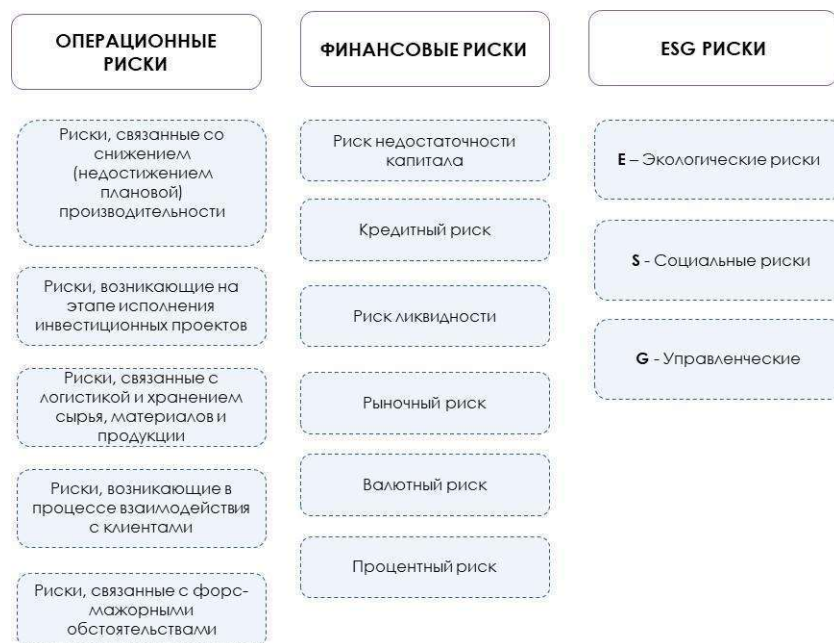 ОПЕРАЦИОННЫЕ
РИСКИ
Риски, связанные со
снижением
(недостижением
плановой)
производительности
Риски, возникающие на
этапе исполнения
инвестиционных проектов
Риски, связанные с
логистикой и хранением
сырья, материалов и
продукции
Риски, возникающие в
процессе взаимодействия
с клиентами
Риски, связанные с форс-
мажорными
обстоятельствами
ФИНАНСОВЫЕ РИСКИ
Риск недостаточности
капитала
Кредитный риск
Риск ликвидности
Рыночный риск
Валютный риск
Процентный риск
ESG РИСКИ
E – Экологические риски
S - Социальные риски
G - Управленческие